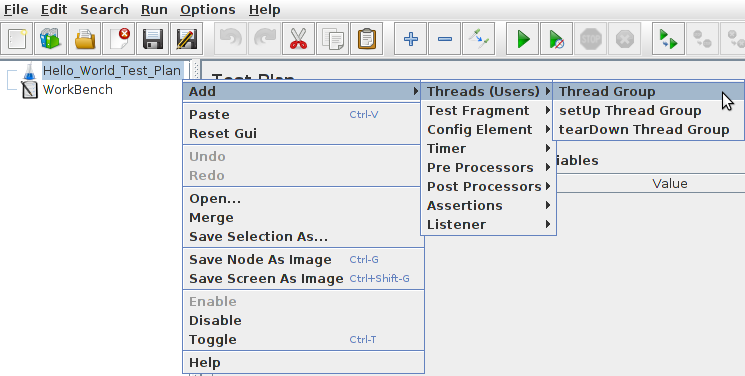 File Edit Search Run Options Help
Hello_World_Test_Plan
WorkBench
Test Plan
Add
Paste Ctrl-V
Reset Gui
Undo
Redo
Open...
Merge
Save Selection As...
Save Node As Image Ctrl-G
Save Screen As Image Ctrl+Shift-G
Enable
Disable
Toggle Ctrl-T
Help
Threads (Users)
Test Fragment
Config Element
Timer
Pre Processors
Post Processors
Assertions
Listener
Thread Group
setUp Thread Group
tearDown Thread Group
iables
Value
STOP